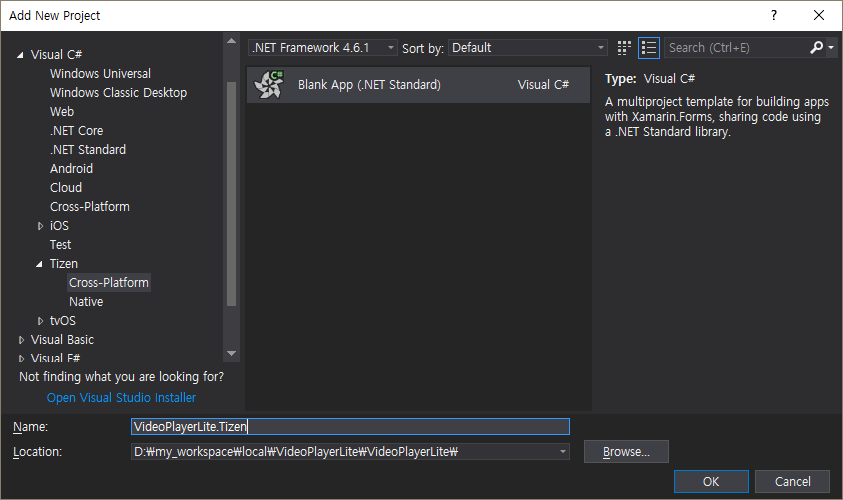 Add New Project
? 
Visual C#
Windows Universal
Windows Classic Desktop
Web
.NET Core
.NET Standard
Android
Cloud
Cross-Platform
iOS
Test
Tizen
Cross-Platform
Native
tvOS
Visual Basic
Visual F#
Not finding what you are looking for?
Open Visual Studio Installer
.NET Framework 4.6.1
Sort by: Default
Search (Ctrl+E)
C#
Blank App (.NET Standard)
Visual C#
Type: Visual C#
A multiproject template for building apps
with Xamarin.Forms, sharing code using
a .NET Standard library.
Name:
VideoPlayerLite.Tizen
Location:
D:₩my_workspace₩local₩VideoPlayerLite₩VideoPlayerLite₩
Browse...
OK
Cancel